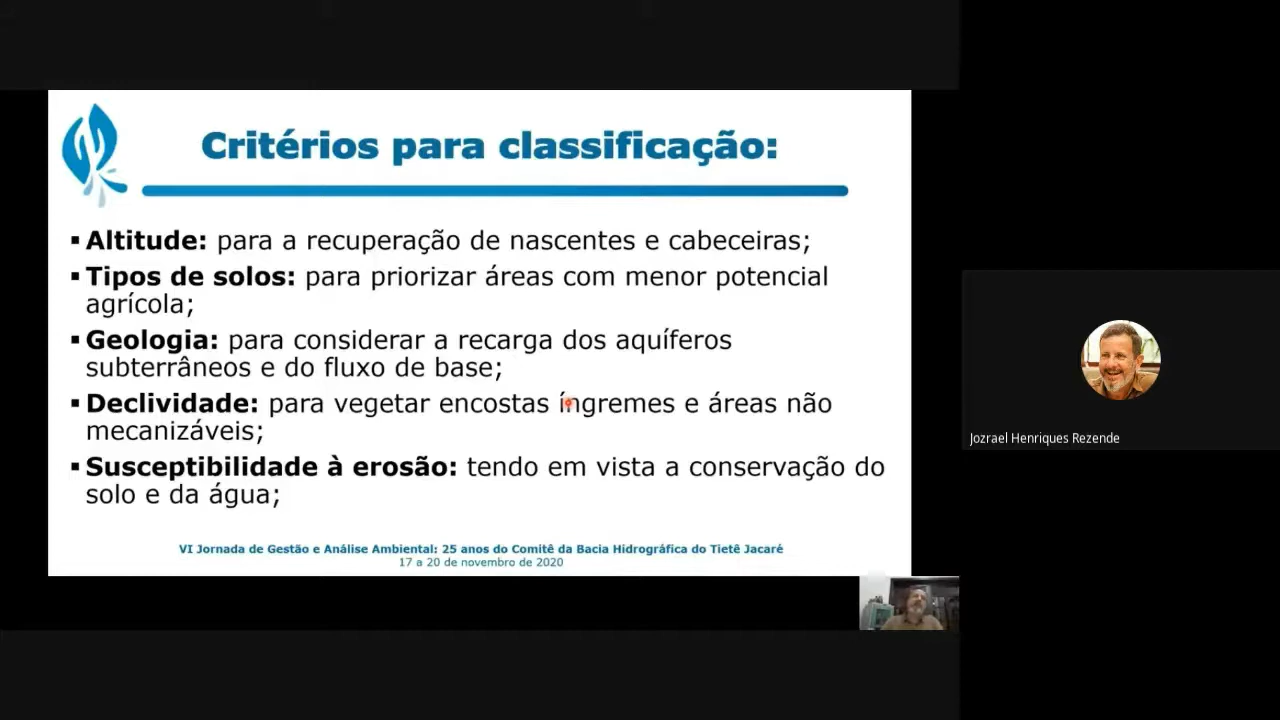 Critérios para classificação:
▪ Altitude: para a recuperação de nascentes e cabeceiras;
▪ Tipos de solos: para priorizar áreas com menor potencial
agrícola;
▪ Geologia: para considerar a recarga dos aquíferos
subterrâneos e do fluxo de base;
▪ Declividade: para vegetar encostas íngremes e áreas não
mecanizáveis;
▪ Susceptibilidade à erosão: tendo em vista a conservação do
solo e da água;
VI Jornada de Gestão e Análise Ambiental: 25 anos do Comitê da Bacia Hidrográfica do Tietê Jacaré
17 a 20 de novembro de 2020
Jozrael Henriques Rezende